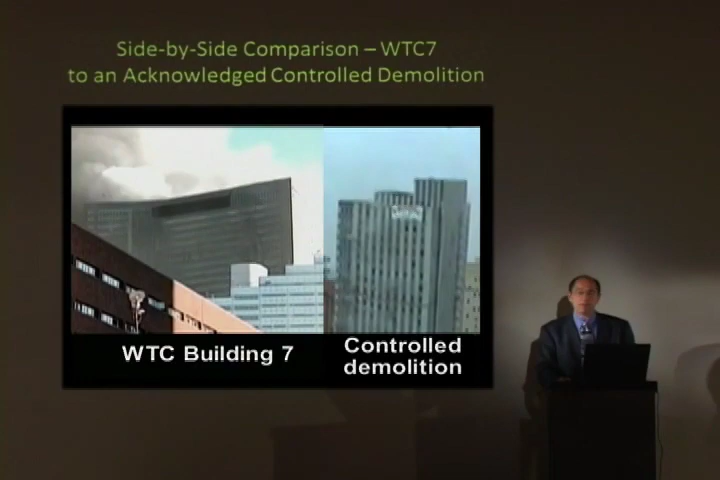 Side-by-Side Comparison – WTC7
to an Acknowledged Controlled Demolition
WTC Building 7
Controlled
demolition